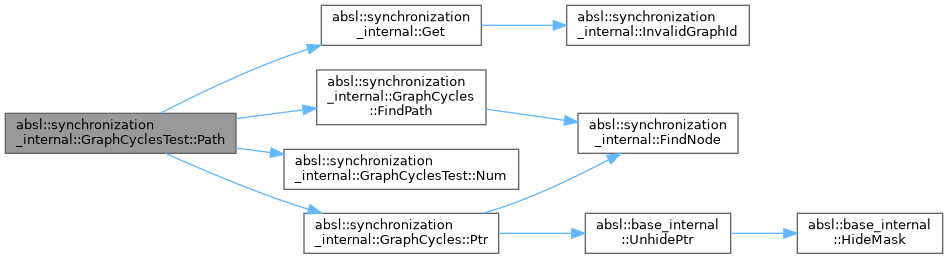 absl::synchronization
_internal::GraphCyclesTest::Path
absl::synchronization
_internal::Get
absl::synchronization
_internal::InvalidGraphId
absl::synchronization
_internal::GraphCycles
::FindPath
absl::synchronization
_internal::FindNode
absl::synchronization
_internal::GraphCyclesTest::Num
absl::synchronization
_internal::GraphCycles::Ptr
absl::base_internal
::UnhidePtr
absl::base_internal
::HideMask